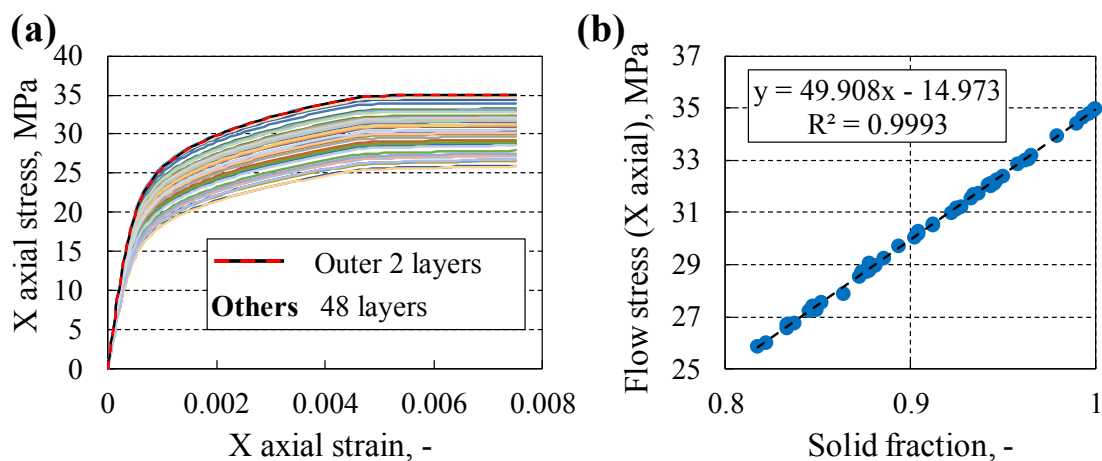 (a)
X axial stress, MPa
40
35
30
25
20
15
10
5
0
Outer 2 layers
Others 48 layers
0 0.002 0.004 0.006 0.008
X axial strain, -
(b)
Flow stress (X axial), MPa
37
35
33
31
29
27
25
y = 49.908x - 14.973
R² = 0.9993
0.8 0.9 1
Solid fraction, -